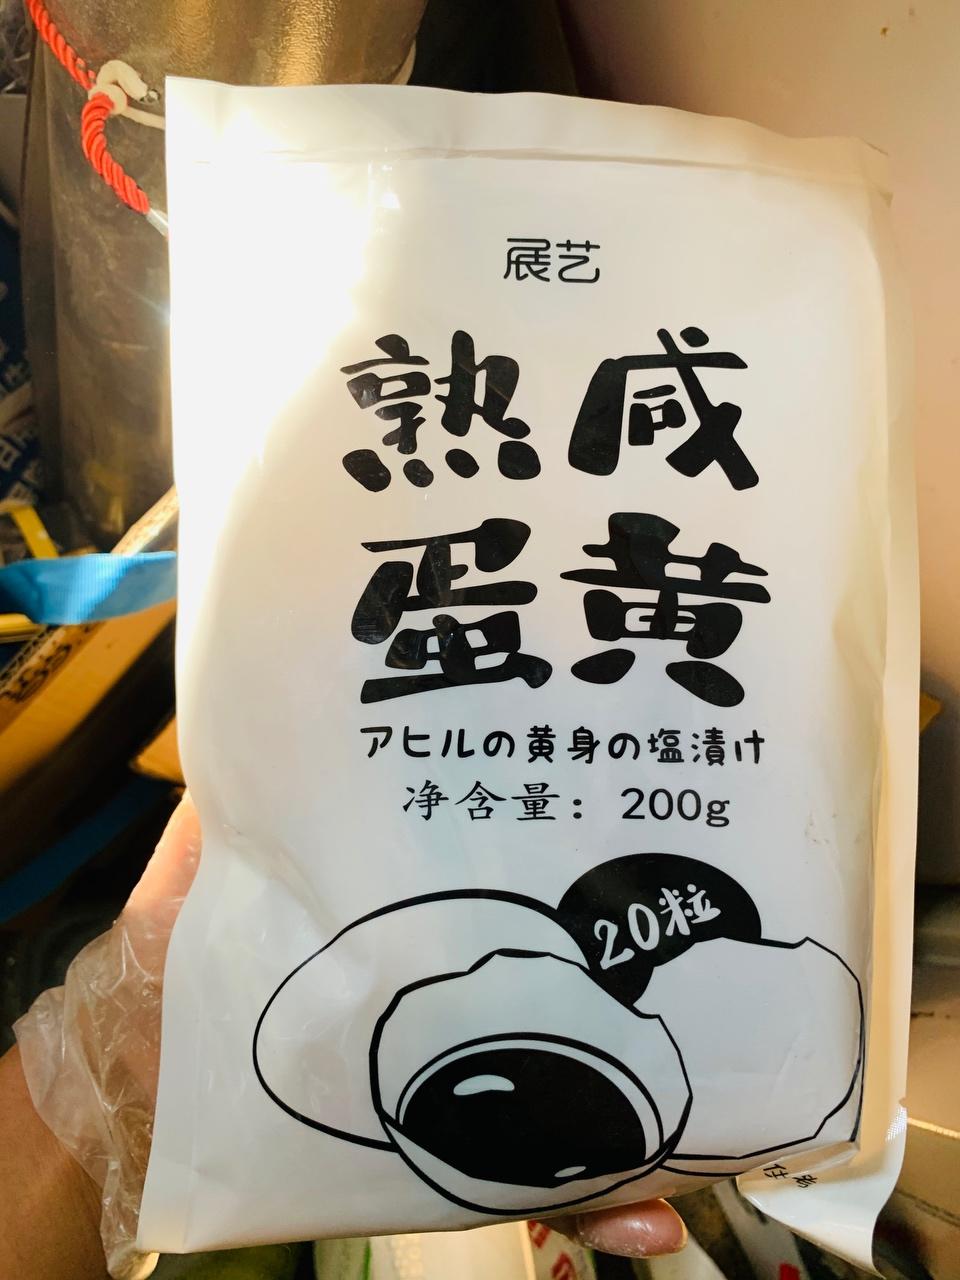 展艺
熟咸
蛋黄
アヒルの黄身の塩漬け
净含量：200g
20粒